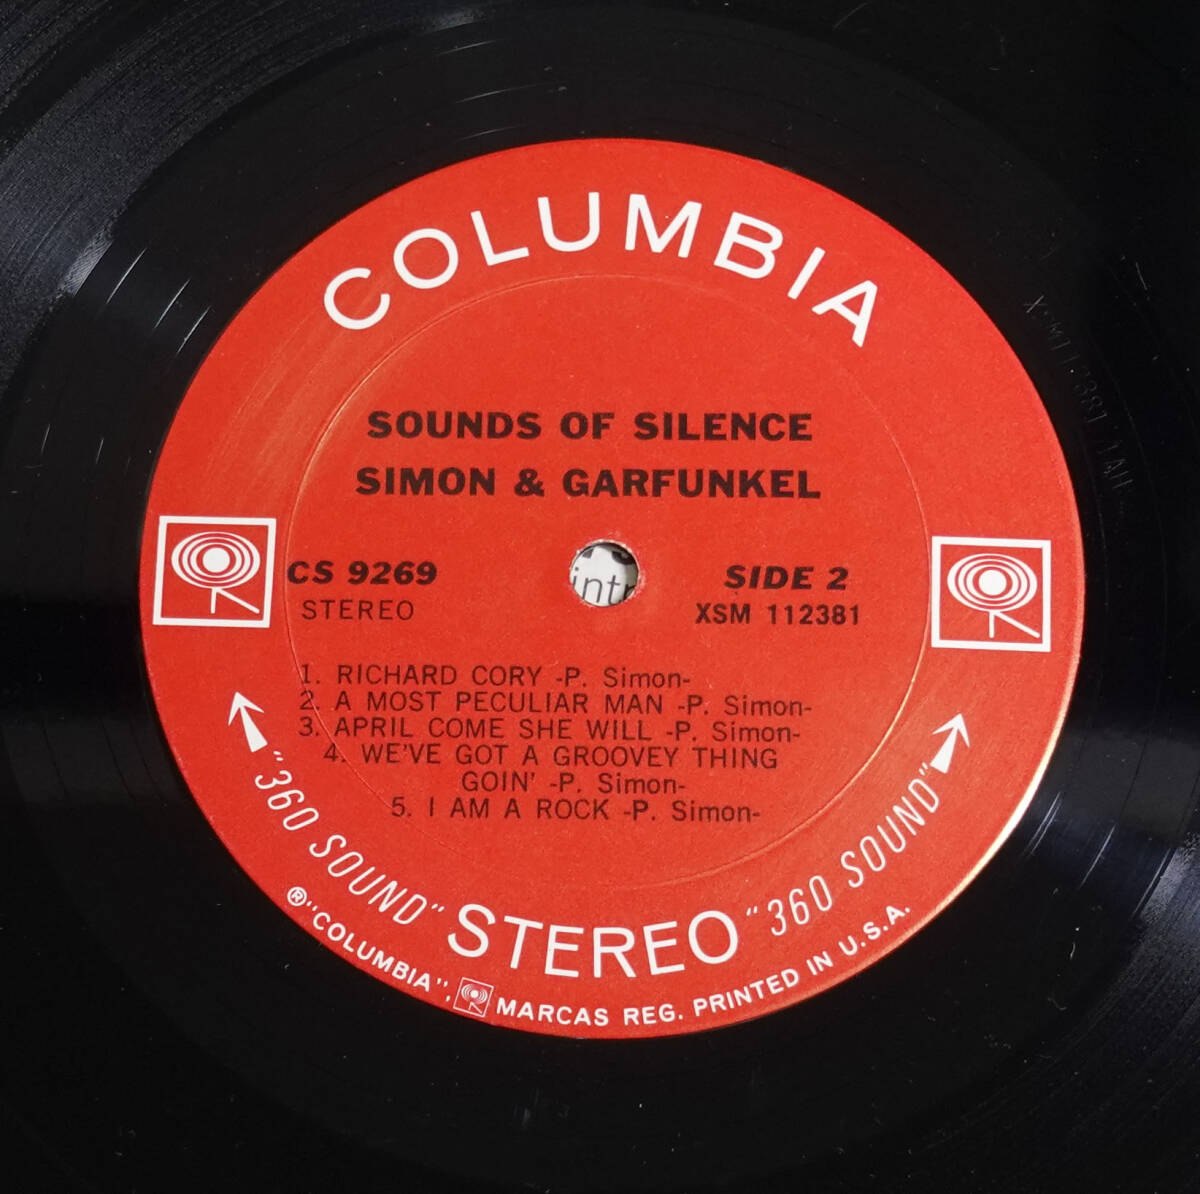 COLUMBIA
SOUNDS OF SILENCE
SIMON & GARFUNKEL
CS 9269
STEREO
SIDE 2
XSM 112381
1. RICHARD CORY -P. Simon-
2. A MOST PECULIAR MAN -P. Simon-
3. APRIL COME SHE WILL -P. Simon-
4. WE'VE GOT A GROOVEY THING
GOIN' -P. Simon-
5. I AM A ROCK -P. Simon-
"360 SOUND" STEREO "360 SOUND"
® "COLUMBIA", MARCAS REG. PRINTED IN U.S.A.